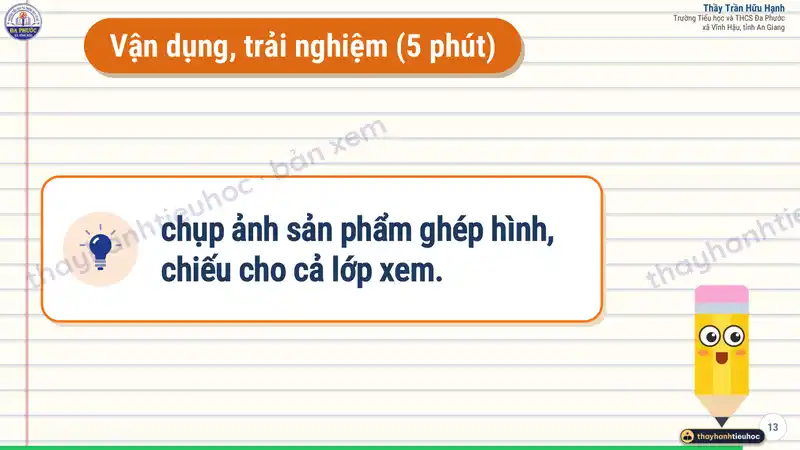 Thầy Trần Hữu Hạnh
Trường Tiểu học và THCS Đa Phước
xã Vĩnh Hậu, tỉnh An Giang
ĐA PHƯỚC
Vận dụng, trải nghiệm (5 phút)
thayhanhtieuhoc · bản xem
chụp ảnh sản phẩm ghép hình,
chiếu cho cả lớp xem.
thayhanhtie
13
thayhanhtieuhoc